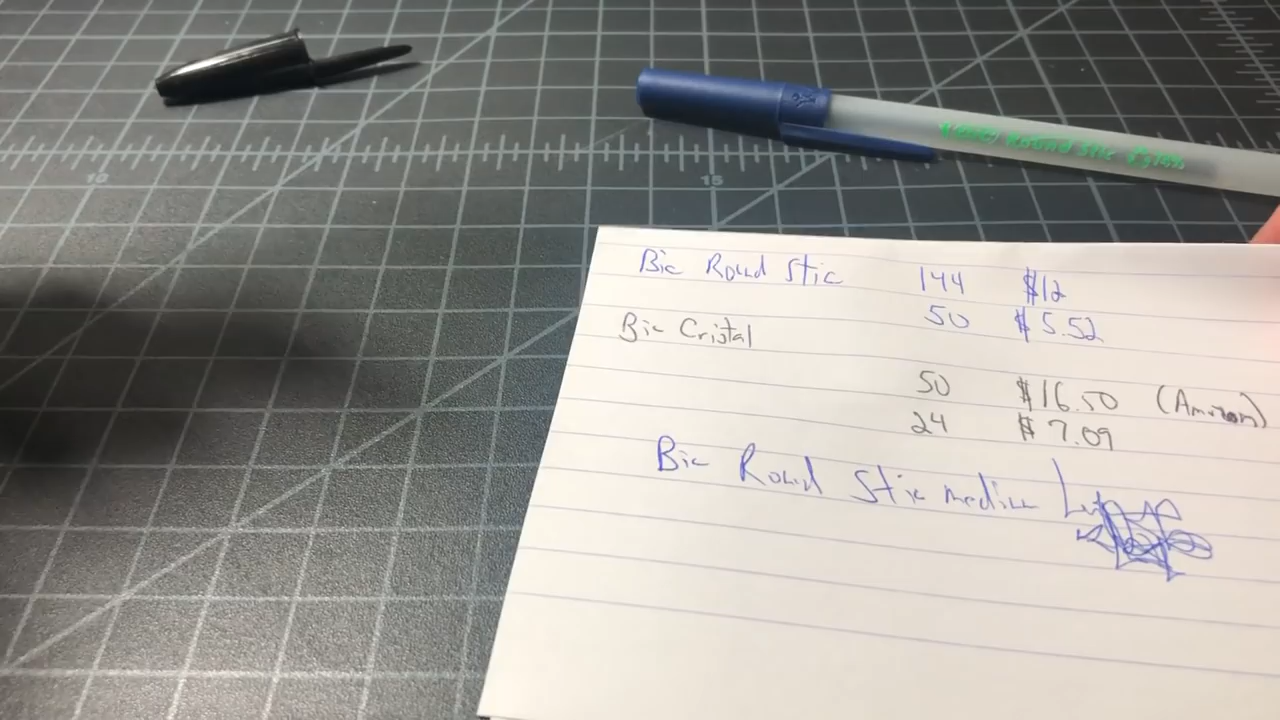 Round Stic
15
Bic Round Stic 144 $12
50 $5.52
Bic Cristal
50 $16.50 (Amazon)
24 $7.09
Bic Round Stic medium